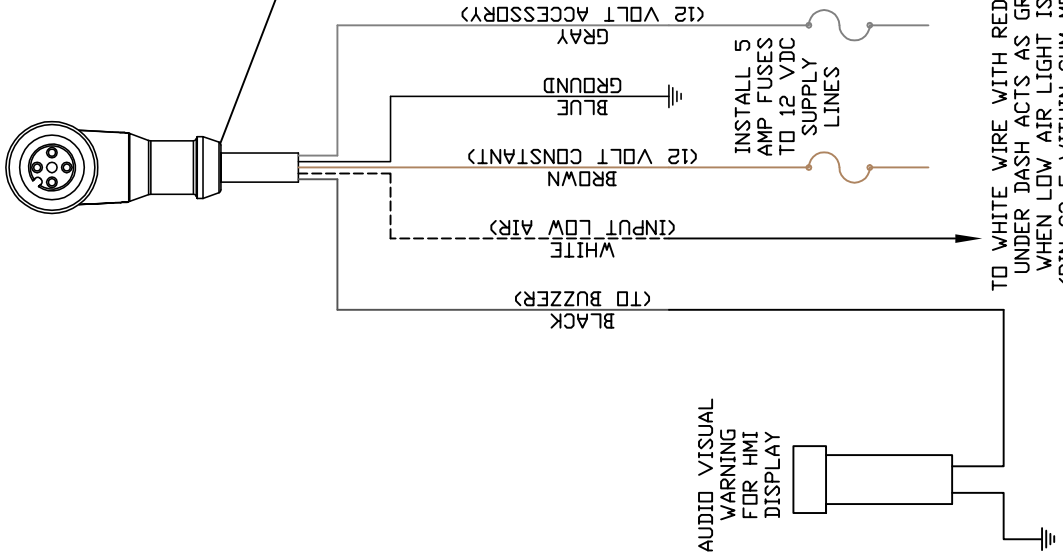 (12 VOLT ACCESSORY)
GRAY
GROUND
BLUE
(12 VOLT CONSTANT)
BROWN
(INPUT LOW AIR)
WHITE
(TO BUZZER)
BLACK
INSTALL 5
AMP FUSES
TO 12 VDC
SUPPLY
LINES
TO WHITE WIRE WITH RED
UNDER DASH ACTS AS
WHEN LOW AIR LIGHT IS
AUDIO VISUAL
WARNING
FOR HMI
DISPLAY